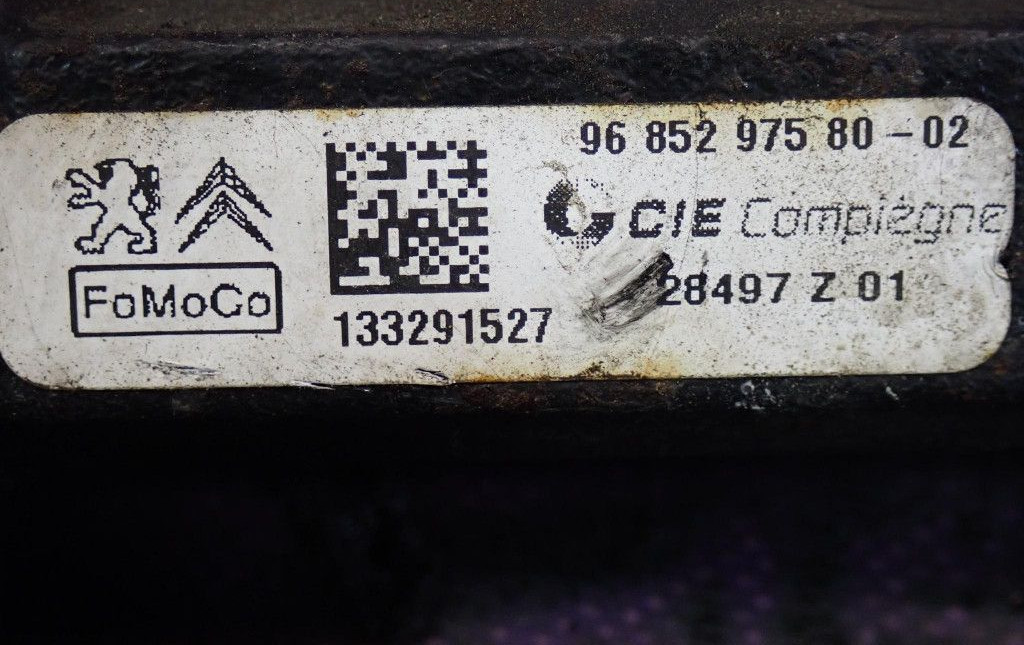 96 852 975 80-02
CIE Compiègne
28497 Z 01
FoMoCo
133291527